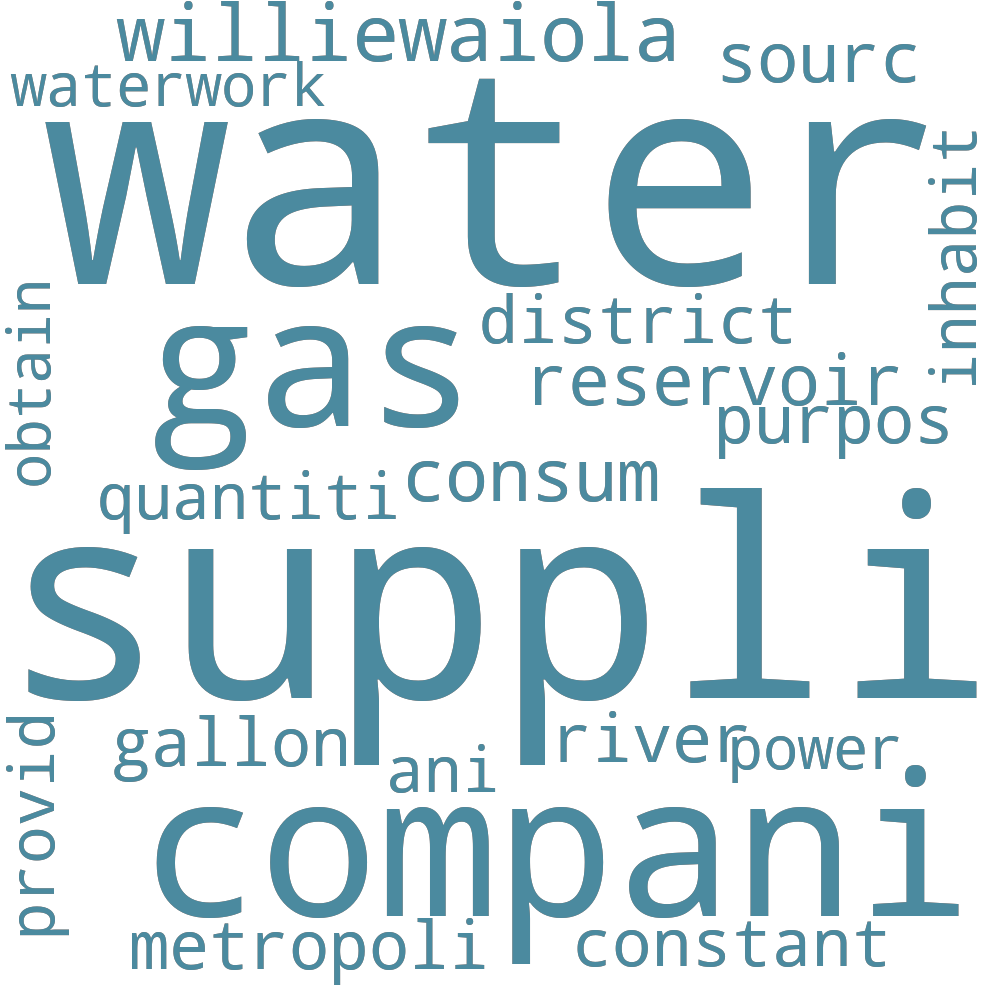 williewaiola
sourc
waterwork
water
inhabit
obtain
gas
district
reservoir
purpos
consum
quantiti
suppli
provid
gallon
river
power
ani
compani
metropoli
constant